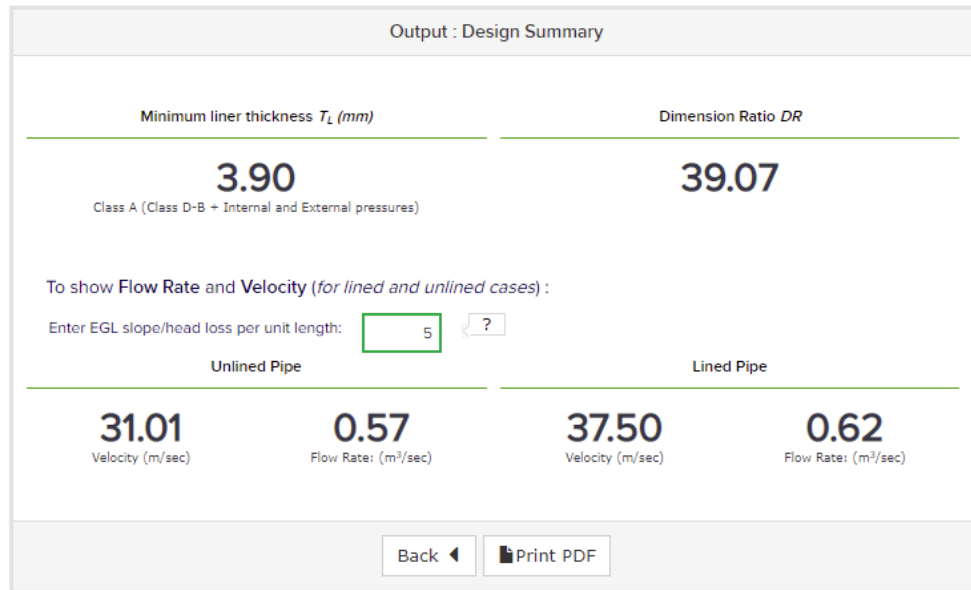 Output : Design Summary
Minimum liner thickness T_L (mm)
Dimension Ratio DR
3.90
39.07
Class A (Class D-B + Internal and External pressures)
To show Flow Rate and Velocity (for lined and unlined cases) :
Enter EGL slope/head loss per unit length: 5 ?
Unlined Pipe
Lined Pipe
31.01 0.57 37.50 0.62
Velocity (m/sec) Flow Rate: (m³/sec) Velocity (m/sec) Flow Rate: (m³/sec)
Back Print PDF